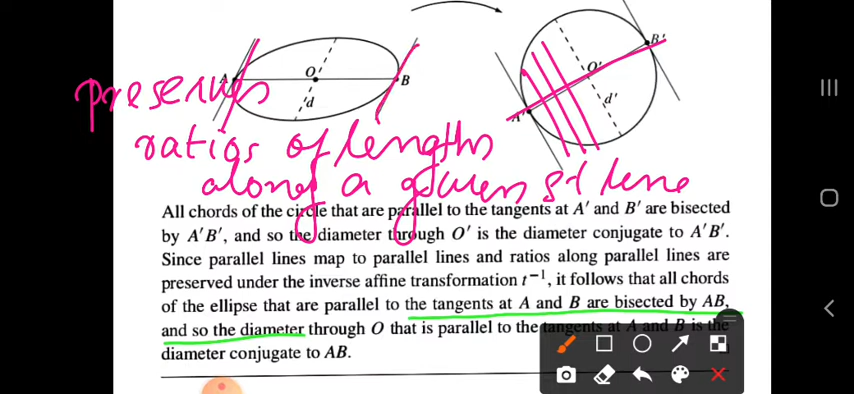 A
O'
B
'd
B'
O'
d'
A'
preserves
ratios of lengths
along a given st line
All chords of the circle that are parallel to the tangents at A′ and B′ are bisected
by A′B′, and so the diameter through O′ is the diameter conjugate to A′B′.
Since parallel lines map to parallel lines and ratios along parallel lines are
preserved under the inverse affine transformation t⁻¹, it follows that all chords
of the ellipse that are parallel to the tangents at A and B are bisected by AB,
and so the diameter through O that is parallel to the tangents at A and B is the
diameter conjugate to AB.